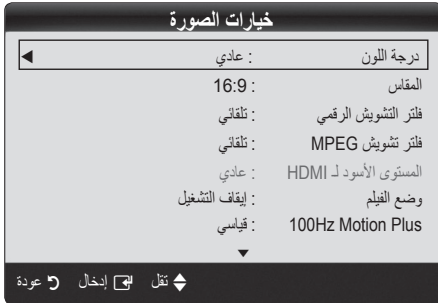 خيارات الصورة
درجة اللون : عادي
المقاس : 16:9
فلتر التشويش الرقمي : تلقائي
فلتر تشويش MPEG : تلقائي
المستوى الأسود لـ HDMI : عادي
وضع الفيلم : إيقاف التشغيل
100Hz Motion Plus : قياسي
نقل إدخال عودة